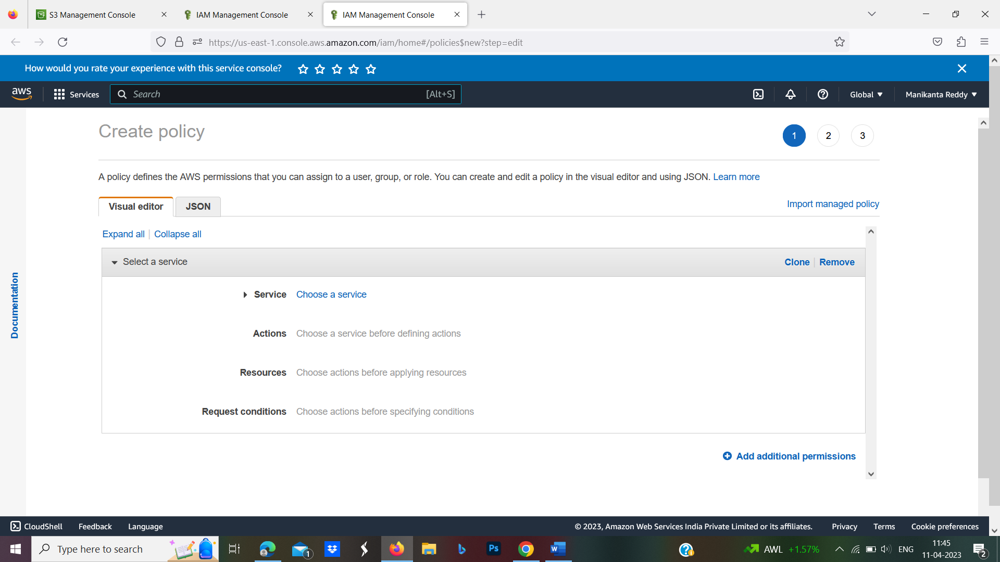 S3 Management Console
IAM Management Console
IAM Management Console
https://us-east-1.console.aws.amazon.com/iam/home#/policies$new?step=edit
How would you rate your experience with this service console?
aws
Services
Search
[Alt+S]
Global
Manikanta Reddy
Create policy
1
2
3
A policy defines the AWS permissions that you can assign to a user, group, or role. You can create and edit a policy in the visual editor and using JSON. Learn more
Visual editor
JSON
Import managed policy
Expand all
Collapse all
Select a service
Clone
Remove
Service
Choose a service
Actions
Choose a service before defining actions
Resources
Choose actions before applying resources
Request conditions
Choose actions before specifying conditions
Add additional permissions
Documentation
CloudShell
Feedback
Language
© 2023, Amazon Web Services India Private Limited or its affiliates.
Privacy
Terms
Cookie preferences
Type here to search
1
Ps
W
AWL
+1.57%
ENG
11:45
11-04-2023
2